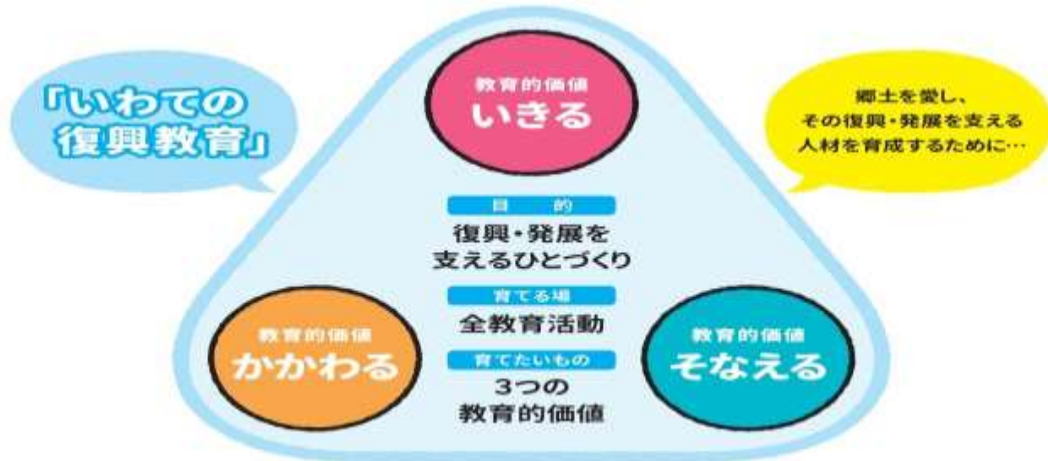 「いわての
復興教育」
教育的価値
いきる
郷土を愛し、
その復興・発展を支える
人材を育成するために…
目的
復興・発展を
支えるひとづくり
育てる場
全教育活動
育てたいもの
3つの
教育的価値
教育的価値
かかわる
教育的価値
そなえる